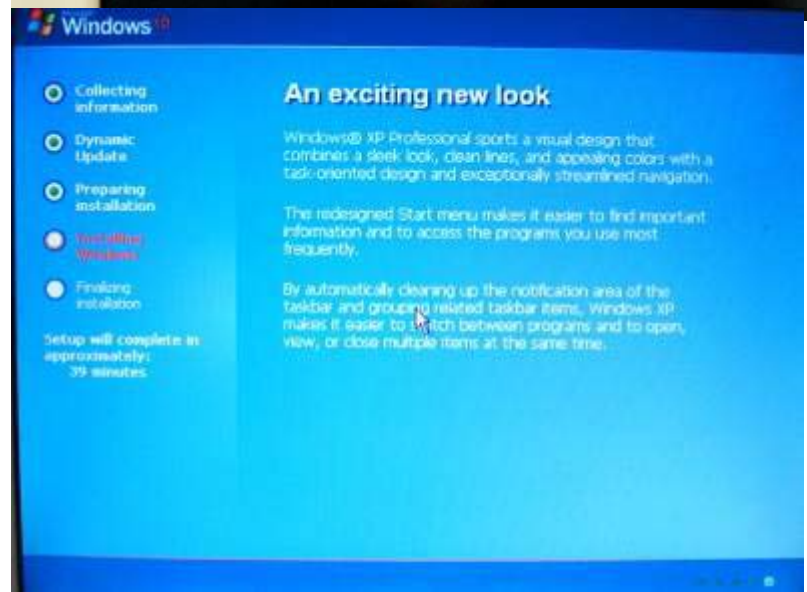 Microsoft
Windows 10
Collecting
information
Dynamic
Update
Preparing
installation
Installing
Windows
Finalizing
installation
Setup will complete in
approximately:
39 minutes
An exciting new look
Windows® XP Professional sports a visual design that
combines a sleek look, clean lines, and appealing colors with a
task-oriented design and exceptionally streamlined navigation.
The redesigned Start menu makes it easier to find important
information and to access the programs you use most
frequently.
By automatically cleaning up the notification area of the
taskbar and grouping related taskbar items, Windows XP
makes it easier to switch between programs and to open,
view, or close multiple items at the same time.